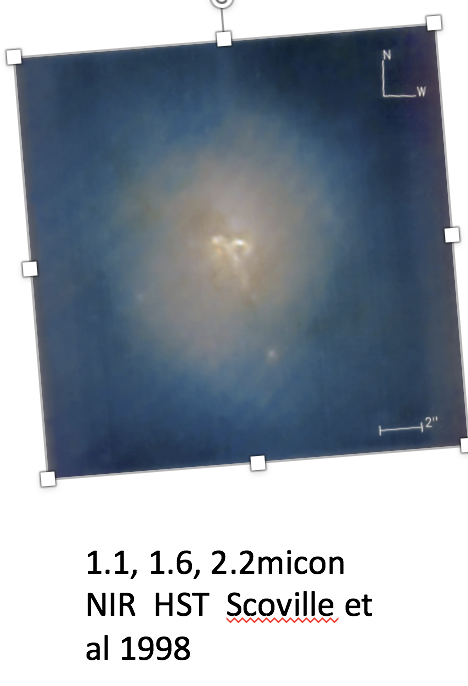 N
W
2"
1.1, 1.6, 2.2micon
NIR  HST  Scoville et
al 1998